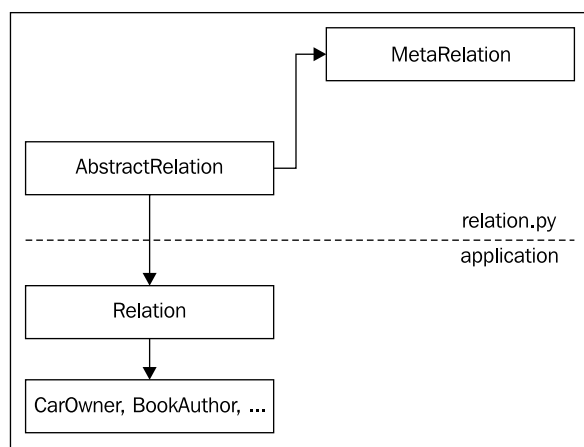 MetaRelation
AbstractRelation
relation.py
application
Relation
CarOwner, BookAuthor, ...